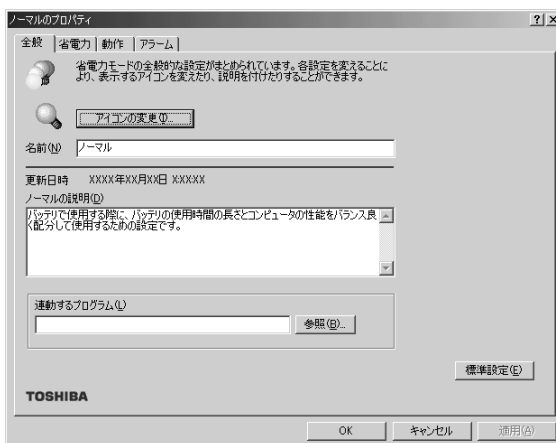 ノーマルのプロパティ
? ×
全般 省電力 動作 アラーム
省電力モードの全般的な設定がまとめられています。各設定を変えることに
より、表示するアイコンを変えたり、説明を付けたりすることができます。
アイコンの変更(I)...
名前(N) ノーマル
更新日時 XXXX年XX月XX日 X:XX:XX
ノーマルの説明(D)
バッテリで使用する際に、バッテリの使用時間の長さとコンピュータの性能をバランス良
く配分して使用するための設定です。
連動するプログラム(L)
参照(B)...
標準設定(E)
TOSHIBA
OK キャンセル 適用(A)